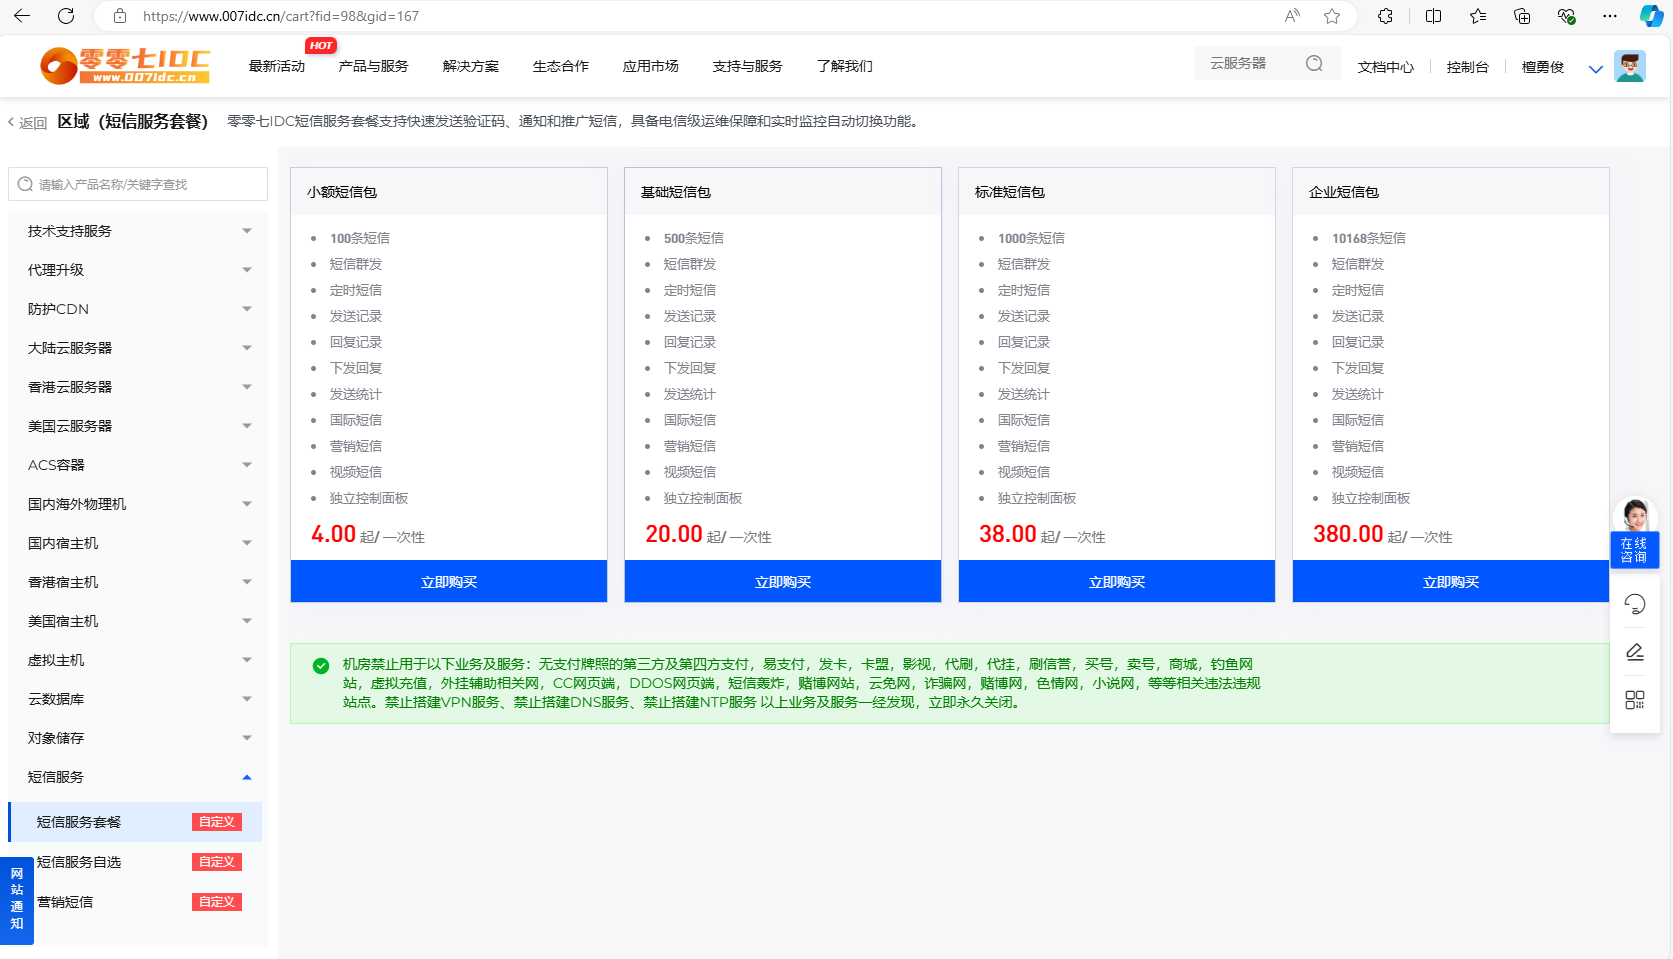 https://www.007idc.cn/cart?fid=98&gid=167
零零七IDC
www.007idc.cn
最新活动
HOT
产品与服务
解决方案
生态合作
应用市场
支持与服务
了解我们
云服务器
文档中心
控制台
檀勇俊
返回
区域（短信服务套餐）
零零七IDC短信服务套餐支持快速发送验证码、通知和推广短信，具备电信级运维保障和实时监控自动切换功能。
请输入产品名称/关键字查找
技术支持服务
代理升级
防护CDN
大陆云服务器
香港云服务器
美国云服务器
ACS容器
国内海外物理机
国内宿主机
香港宿主机
美国宿主机
虚拟主机
云数据库
对象储存
短信服务
短信服务套餐 自定义
短信服务自选 自定义
营销短信 自定义
网站通知
小额短信包
100条短信
短信群发
定时短信
发送记录
回复记录
下发回复
发送统计
国际短信
营销短信
视频短信
独立控制面板
4.00 起/ 一次性
立即购买
基础短信包
500条短信
短信群发
定时短信
发送记录
回复记录
下发回复
发送统计
国际短信
营销短信
视频短信
独立控制面板
20.00 起/ 一次性
立即购买
标准短信包
1000条短信
短信群发
定时短信
发送记录
回复记录
下发回复
发送统计
国际短信
营销短信
视频短信
独立控制面板
38.00 起/ 一次性
立即购买
企业短信包
10168条短信
短信群发
定时短信
发送记录
回复记录
下发回复
发送统计
国际短信
营销短信
视频短信
独立控制面板
380.00 起/ 一次性
立即购买
机房禁止用于以下业务及服务：无支付牌照的第三方及第四方支付，易支付，发卡，卡盟，影视，代刷，代挂，刷信誉，买号，卖号，商城，钓鱼网
站，虚拟充值，外挂辅助相关网，CC网页端，DDOS网页端，短信轰炸，赌博网站，云免网，诈骗网，赌博网，色情网，小说网，等等相关违法违规
站点。禁止搭建VPN服务、禁止搭建DNS服务、禁止搭建NTP服务 以上业务及服务一经发现，立即永久关闭。
在线
咨询